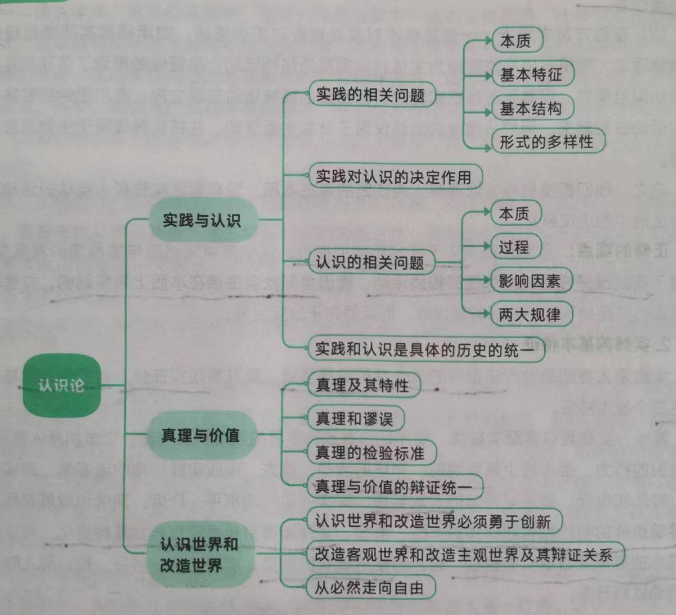 认识论
实践与认识
实践的相关问题
本质
基本特征
基本结构
形式的多样性
实践对认识的决定作用
认识的相关问题
本质
过程
影响因素
两大规律
实践和认识是具体的历史的统一
真理与价值
真理及其特性
真理和谬误
真理的检验标准
真理与价值的辩证统一
认识世界和
改造世界
认识世界和改造世界必须勇于创新
改造客观世界和改造主观世界及其辩证关系
从必然走向自由